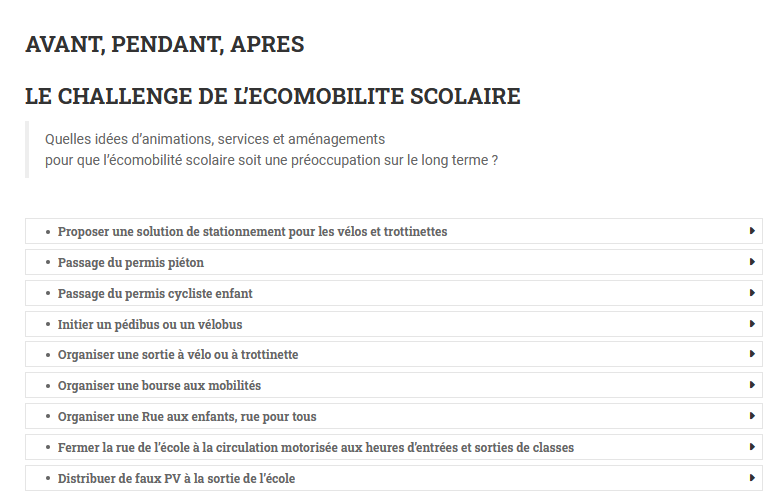 AVANT, PENDANT, APRES
LE CHALLENGE DE L’ECOMOBILITE SCOLAIRE
Quelles idées d’animations, services et aménagements
pour que l’écomobilité scolaire soit une préoccupation sur le long terme ?
• Proposer une solution de stationnement pour les vélos et trottinettes
• Passage du permis piéton
• Passage du permis cycliste enfant
• Initier un pédibus ou un vélobus
• Organiser une sortie à vélo ou à trottinette
• Organiser une bourse aux mobilités
• Organiser une Rue aux enfants, rue pour tous
• Fermer la rue de l’école à la circulation motorisée aux heures d’entrées et sorties de classes
• Distribuer de faux PV à la sortie de l’école